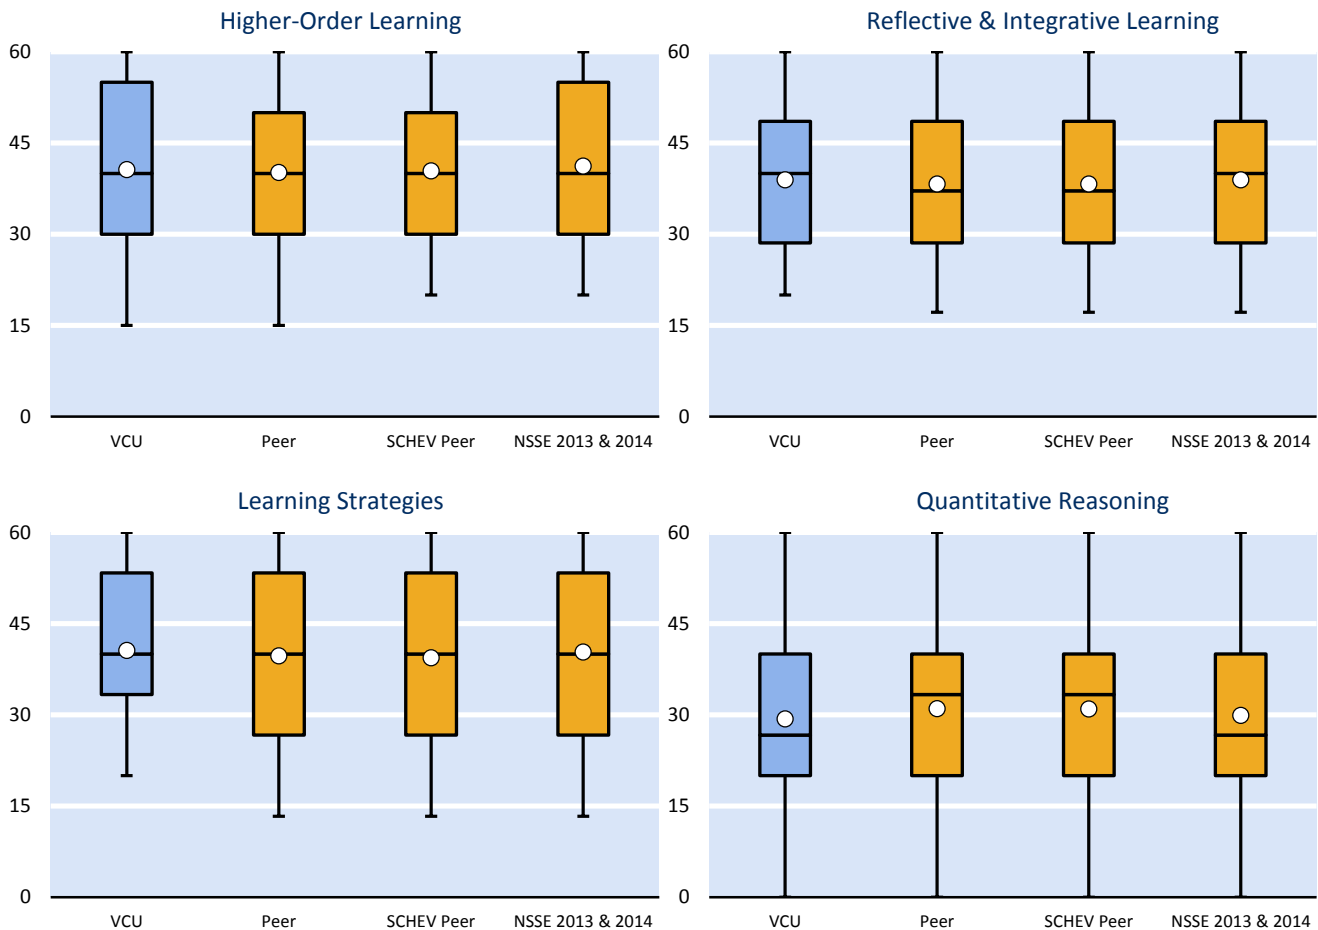 Higher-Order Learning
60
45
30
15
0
VCU Peer SCHEV Peer NSSE 2013 & 2014
Reflective & Integrative Learning
60
45
30
15
0
VCU Peer SCHEV Peer NSSE 2013 & 2014
Learning Strategies
60
45
30
15
0
VCU Peer SCHEV Peer NSSE 2013 & 2014
Quantitative Reasoning
60
45
30
15
0
VCU Peer SCHEV Peer NSSE 2013 & 2014